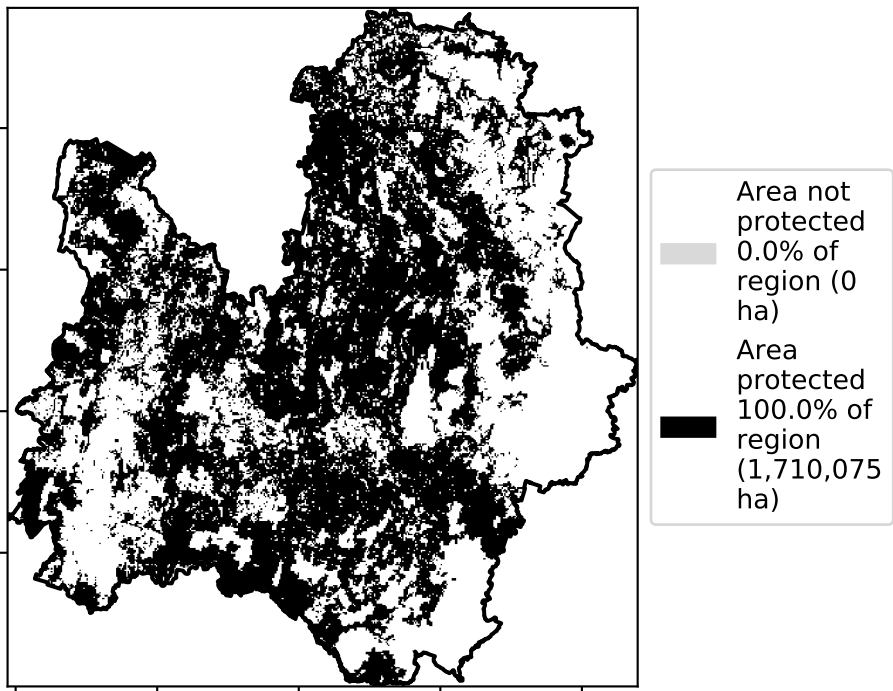 Area not
protected
0.0% of
region (0
ha)
Area
protected
100.0% of
region
(1,710,075
ha)